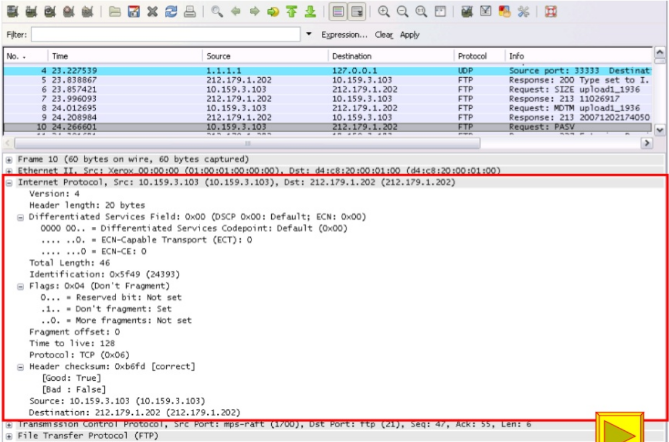 Filter:
Expression... Clear Apply
No. . Time Source Destination Protocol Info
4 23.227539 1.1.1.1 127.0.0.1 UDP Source port: 33333 Destinat
5 23.838867 212.179.1.202 10.159.3.103 FTP Response: 200 Type set to I.
6 23.857421 10.159.3.103 212.179.1.202 FTP Request: SIZE upload1_1936
7 23.996093 212.179.1.202 10.159.3.103 FTP Response: 213 11026917
8 24.012695 10.159.3.103 212.179.1.202 FTP Request: MDTM upload1_1936
9 24.208984 212.179.1.202 10.159.3.103 FTP Response: 213 20071202174050
10 24.266601 10.159.3.103 212.179.1.202 FTP Request: PASV
Frame 10 (60 bytes on wire, 60 bytes captured)
Ethernet II, Src: Xerox_00:00:00 (01:00:01:00:00:00), Dst: d4:c8:20:00:01:00 (d4:c8:20:00:01:00)
Internet Protocol, Src: 10.159.3.103 (10.159.3.103), Dst: 212.179.1.202 (212.179.1.202)
Version: 4
Header length: 20 bytes
Differentiated Services Field: 0x00 (DSCP 0x00: Default; ECN: 0x00)
0000 00.. = Differentiated Services Codepoint: Default (0x00)
.... ..0. = ECN-Capable Transport (ECT): 0
.... ...0 = ECN-CE: 0
Total Length: 46
Identification: 0x5f49 (24393)
Flags: 0x04 (Don't Fragment)
0... = Reserved bit: Not set
.1.. = Don't fragment: Set
..0. = More fragments: Not set
Fragment offset: 0
Time to live: 128
Protocol: TCP (0x06)
Header checksum: 0xb6fd [correct]
[Good: True]
[Bad : False]
Source: 10.159.3.103 (10.159.3.103)
Destination: 212.179.1.202 (212.179.1.202)
Transmission Control Protocol, Src Port: mps-raft (1700), Dst Port: ftp (21), Seq: 47, Ack: 55, Len: 6
File Transfer Protocol (FTP)